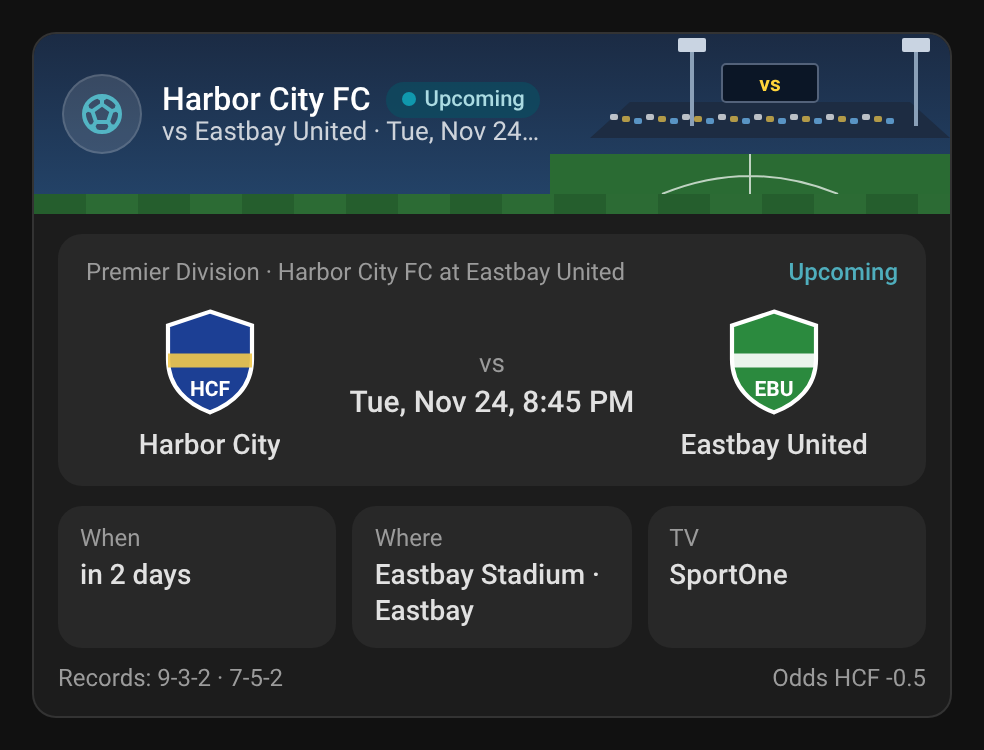 Harbor City FC Upcoming
vs Eastbay United · Tue, Nov 24…
vs
Premier Division · Harbor City FC at Eastbay United Upcoming
HCF
EBU
vs
Tue, Nov 24, 8:45 PM
Harbor City
Eastbay United
When
in 2 days
Where
Eastbay Stadium ·
Eastbay
TV
SportOne
Records: 9-3-2 · 7-5-2
Odds HCF -0.5